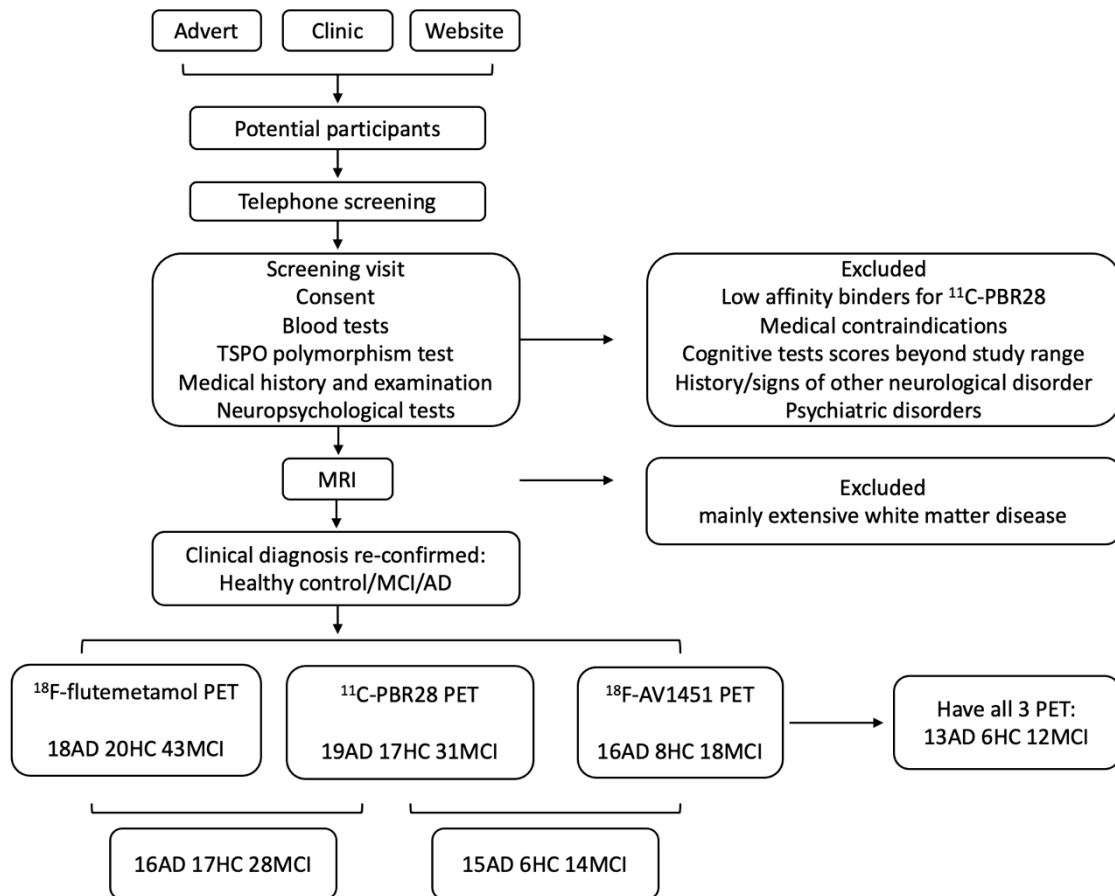 Advert
Clinic
Website
Potential participants
Telephone screening
Screening visit
Consent
Blood tests
TSPO polymorphism test
Medical history and examination
Neuropsychological tests
Excluded
Low affinity binders for ¹¹C-PBR28
Medical contraindications
Cognitive tests scores beyond study range
History/signs of other neurological disorder
Psychiatric disorders
MRI
Excluded
mainly extensive white matter disease
Clinical diagnosis re-confirmed:
Healthy control/MCI/AD
¹⁸F-flutemetamol PET
18AD 20HC 43MCI
¹¹C-PBR28 PET
19AD 17HC 31MCI
¹⁸F-AV1451 PET
16AD 8HC 18MCI
Have all 3 PET:
13AD 6HC 12MCI
16AD 17HC 28MCI
15AD 6HC 14MCI